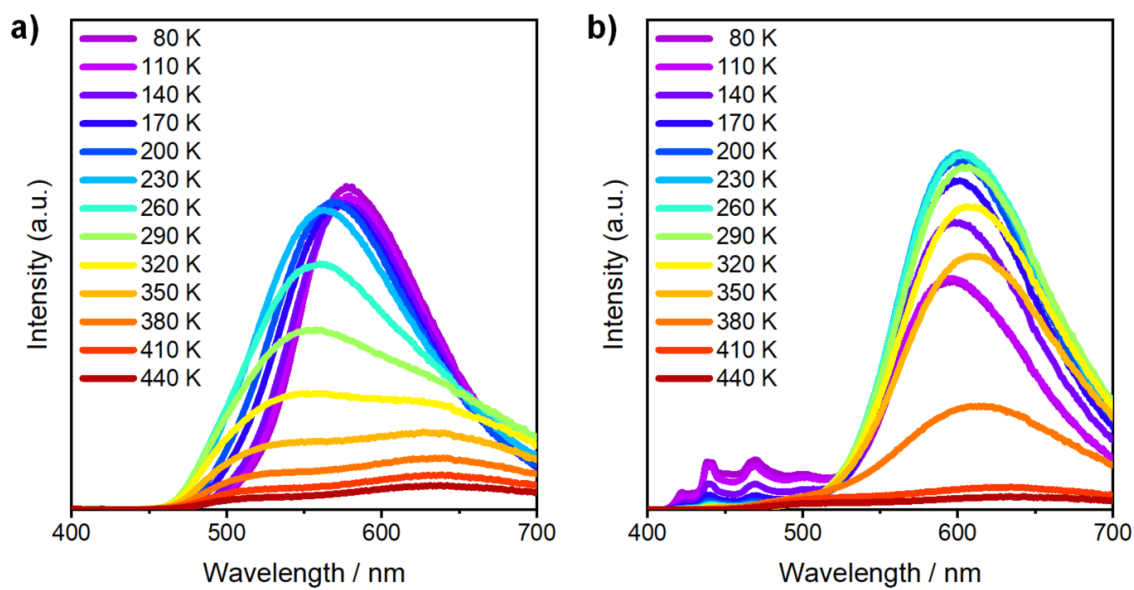 a)
80 K
110 K
140 K
170 K
200 K
230 K
260 K
290 K
320 K
350 K
380 K
410 K
440 K
Intensity (a.u.)
400 500 600 700
Wavelength / nm
b)
80 K
110 K
140 K
170 K
200 K
230 K
260 K
290 K
320 K
350 K
380 K
410 K
440 K
Intensity (a.u.)
400 500 600 700
Wavelength / nm